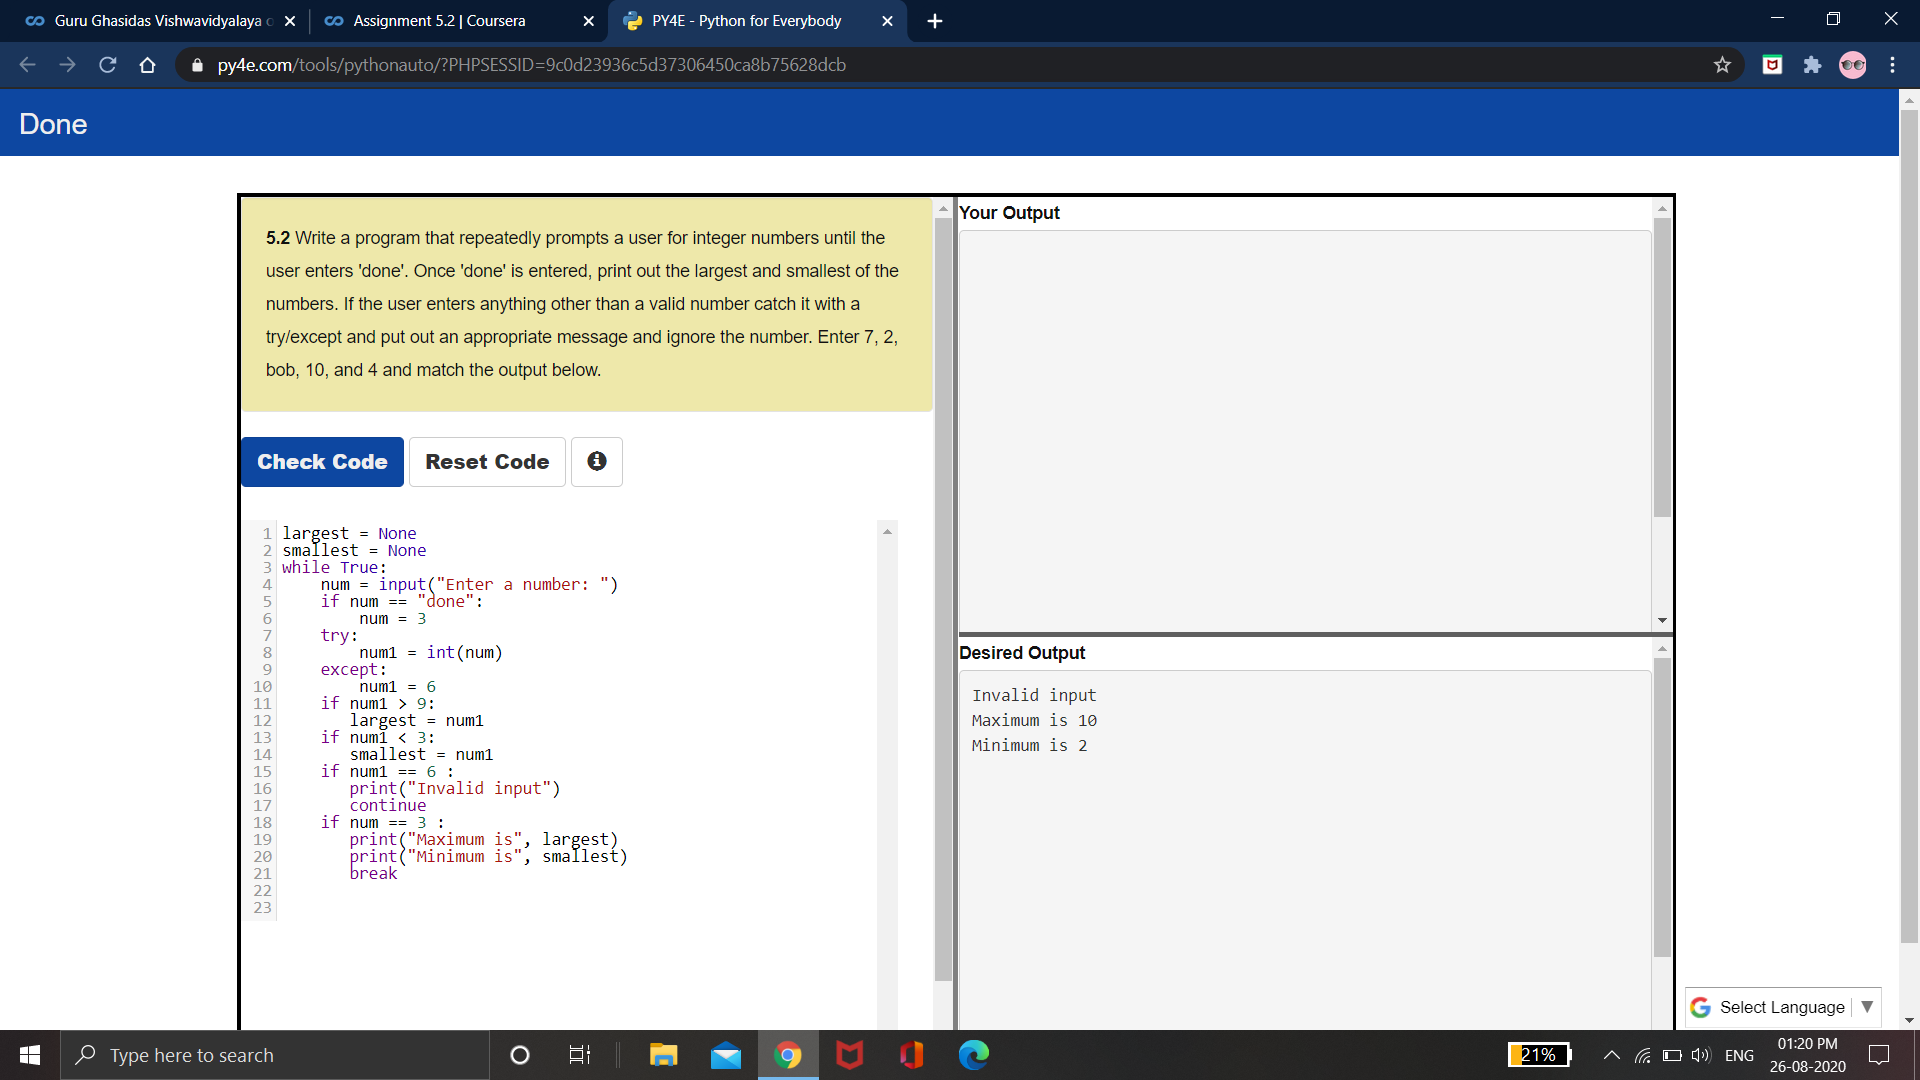 Guru Ghasidas Vishwavidyalaya
Assignment 5.2 | Coursera
PY4E - Python for Everybody
py4e.com/tools/pythonauto/?PHPSESSID=9c0d23936c5d37306450ca8b75628dcb
Done
5.2 Write a program that repeatedly prompts a user for integer numbers until the
user enters 'done'. Once 'done' is entered, print out the largest and smallest of the
numbers. If the user enters anything other than a valid number catch it with a
try/except and put out an appropriate message and ignore the number. Enter 7, 2,
bob, 10, and 4 and match the output below.
Check Code
Reset Code
1 largest = None
2 smallest = None
3 while True:
4     num = input("Enter a number: ")
5     if num == "done":
6         num = 3
7     try:
8         num1 = int(num)
9     except:
10         num1 = 6
11     if num1 > 9:
12        largest = num1
13     if num1 < 3:
14        smallest = num1
15     if num1 == 6 :
16        print("Invalid input")
17        continue
18     if num == 3 :
19        print("Maximum is", largest)
20        print("Minimum is", smallest)
21        break
22
23
Your Output
Desired Output
Invalid input
Maximum is 10
Minimum is 2
Select Language
Type here to search
21%
ENG
01:20 PM
26-08-2020